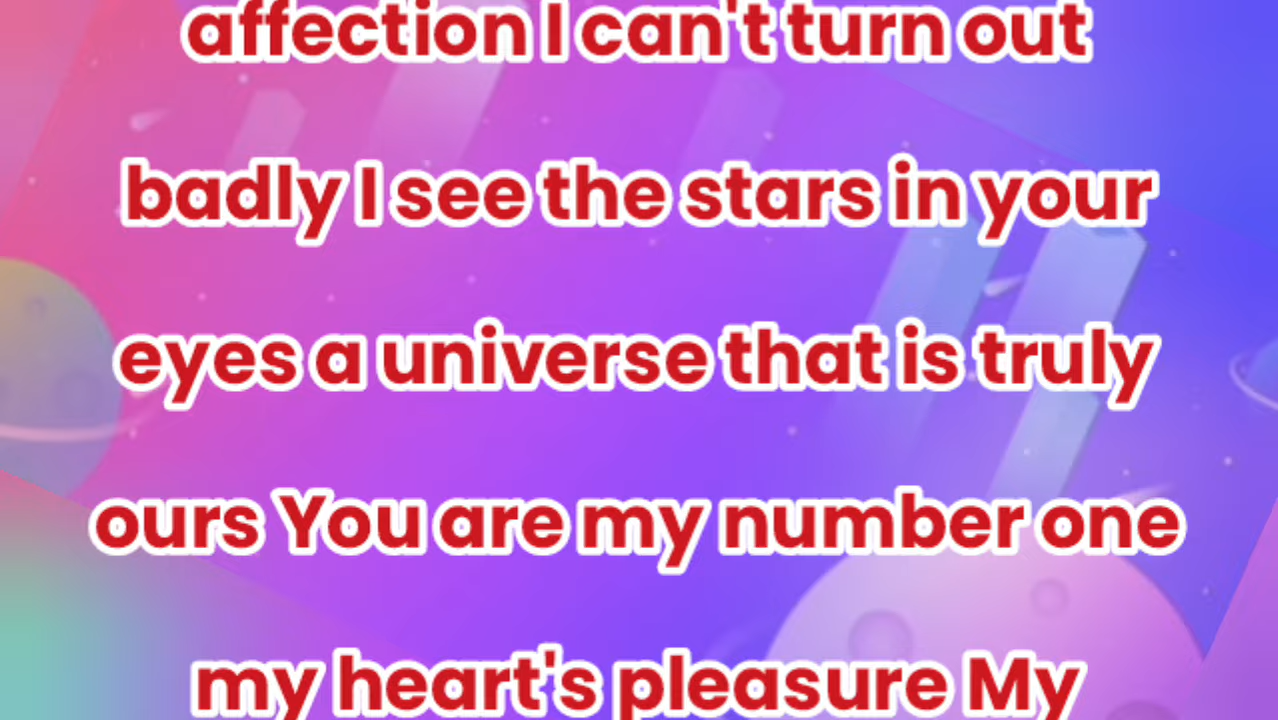 affection I can't turn out
badly I see the stars in your
eyes a universe that is truly
ours You are my number one
my heart's pleasure My